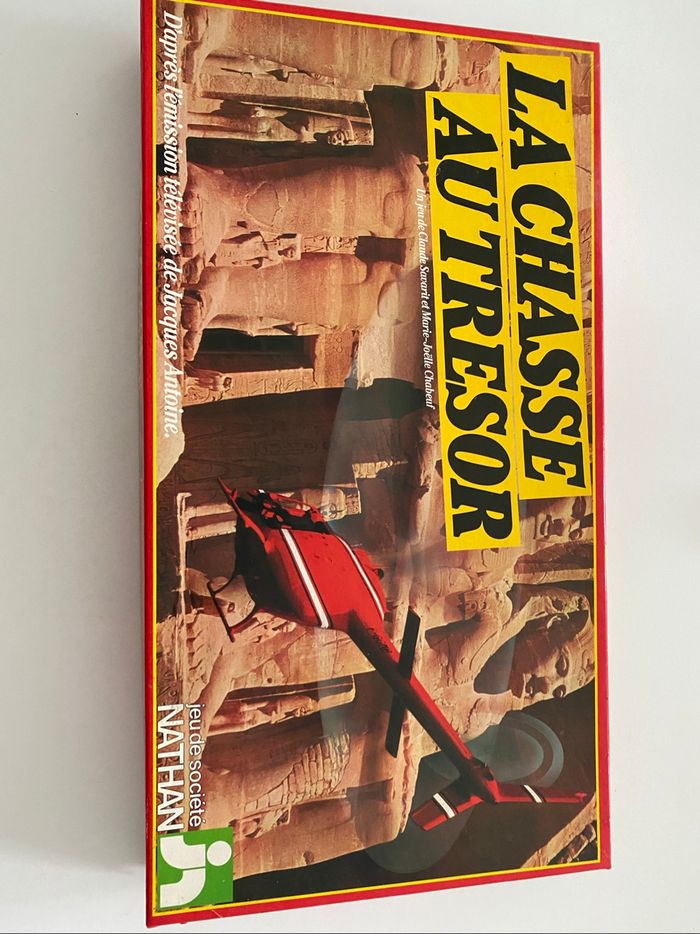 LA CHASSE
AU TRESOR
Un jeu de Claude Savarit et Marie-Joëlle Chabeuf
D'après l'émission télévisée de Jacques Antoine.
jeu de société
NATHAN
jn